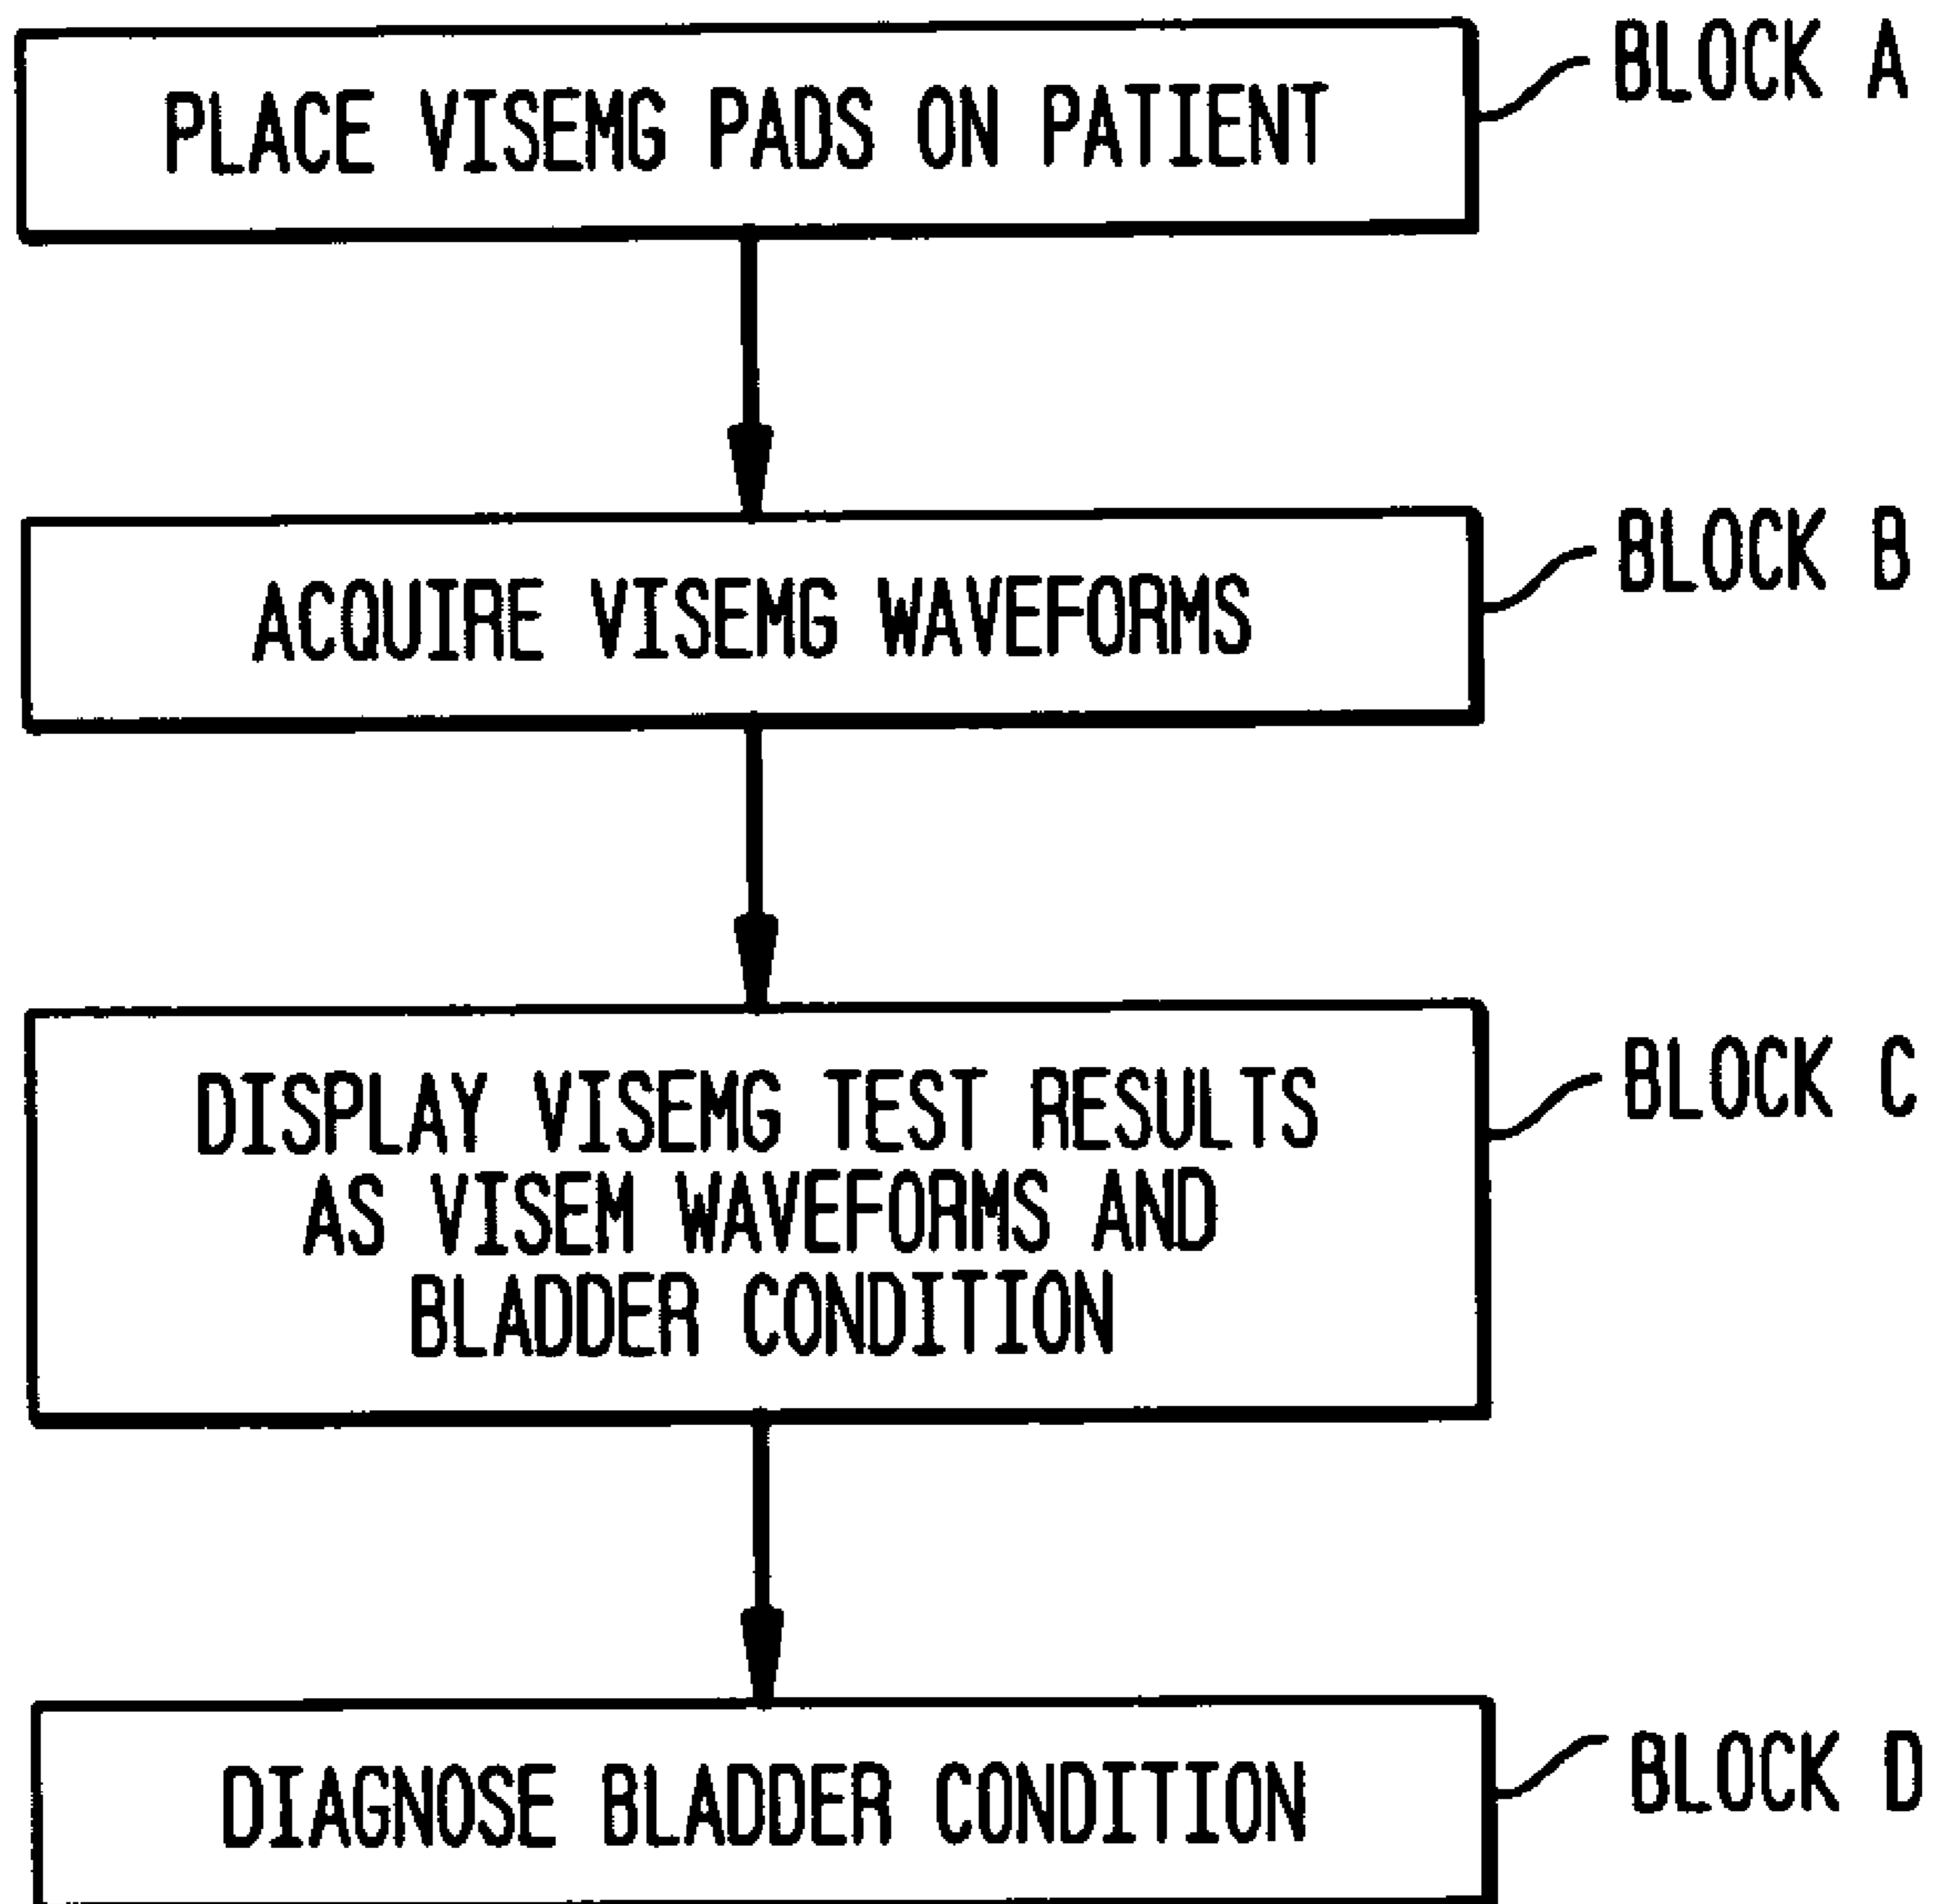 PLACE VISEMG PADS ON PATIENT
BLOCK A
ACQUIRE VISEMG WAVEFORMS
BLOCK B
DISPLAY VISEMG TEST RESULTS
AS VISEM WAVEFORMS AND
BLADDER CONDITION
BLOCK C
DIAGNOSE BLADDER CONDITION
BLOCK D